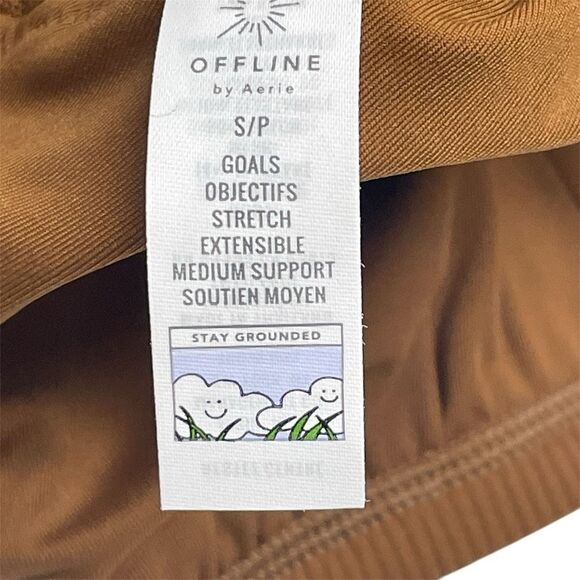 OFFLINE
by Aerie
S/P
GOALS
OBJECTIFS
STRETCH
EXTENSIBLE
MEDIUM SUPPORT
SOUTIEN MOYEN
STAY GROUNDED